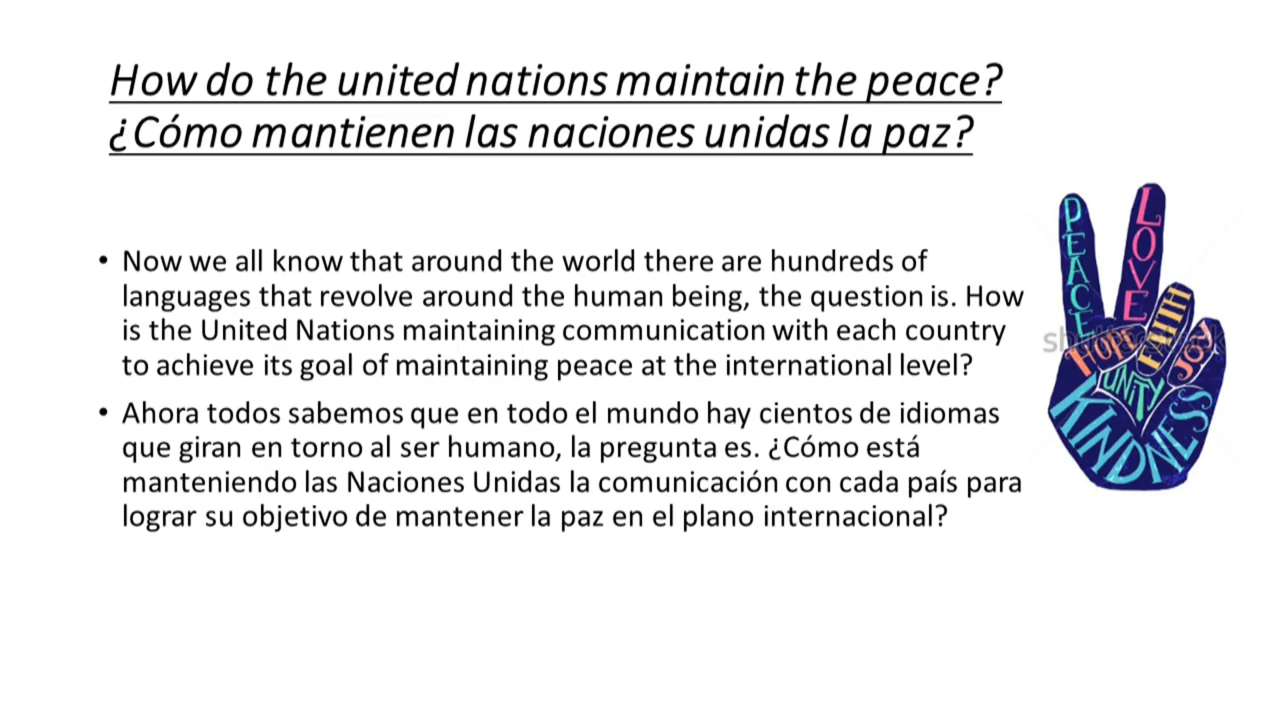 How do the united nations maintain the peace?
¿Cómo mantienen las naciones unidas la paz?
• Now we all know that around the world there are hundreds of
languages that revolve around the human being, the question is. How
is the United Nations maintaining communication with each country
to achieve its goal of maintaining peace at the international level?
• Ahora todos sabemos que en todo el mundo hay cientos de idiomas
que giran en torno al ser humano, la pregunta es. ¿Cómo está
manteniendo las Naciones Unidas la comunicación con cada país para
lograr su objetivo de mantener la paz en el plano internacional?
PEACE
LOVE
HOPE
FAITH
JOY
UNITY
KINDNESS